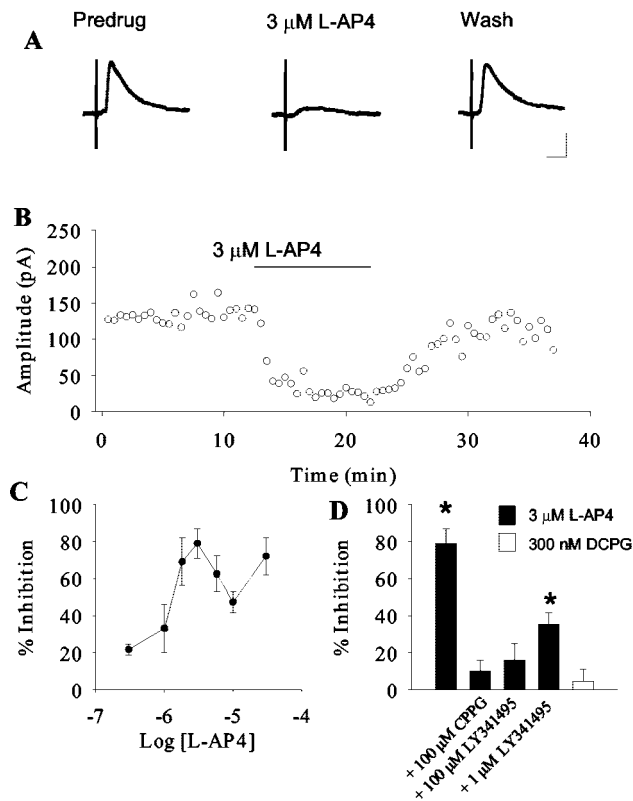 Predrug 3 μM L-AP4 Wash
A
B
250
200
150
100
50
0
Amplitude (pA)
3 μM L-AP4
0 10 20 30 40
Time (min)
C
100
80
60
40
20
0
% Inhibition
-7 -6 -5 -4
Log [L-AP4]
D
100
80
60
40
20
0
% Inhibition
* *
3 μM L-AP4
300 nM DCPG
+ 100 μM CPPG
+ 100 μM LY341495
+ 1 μM LY341495